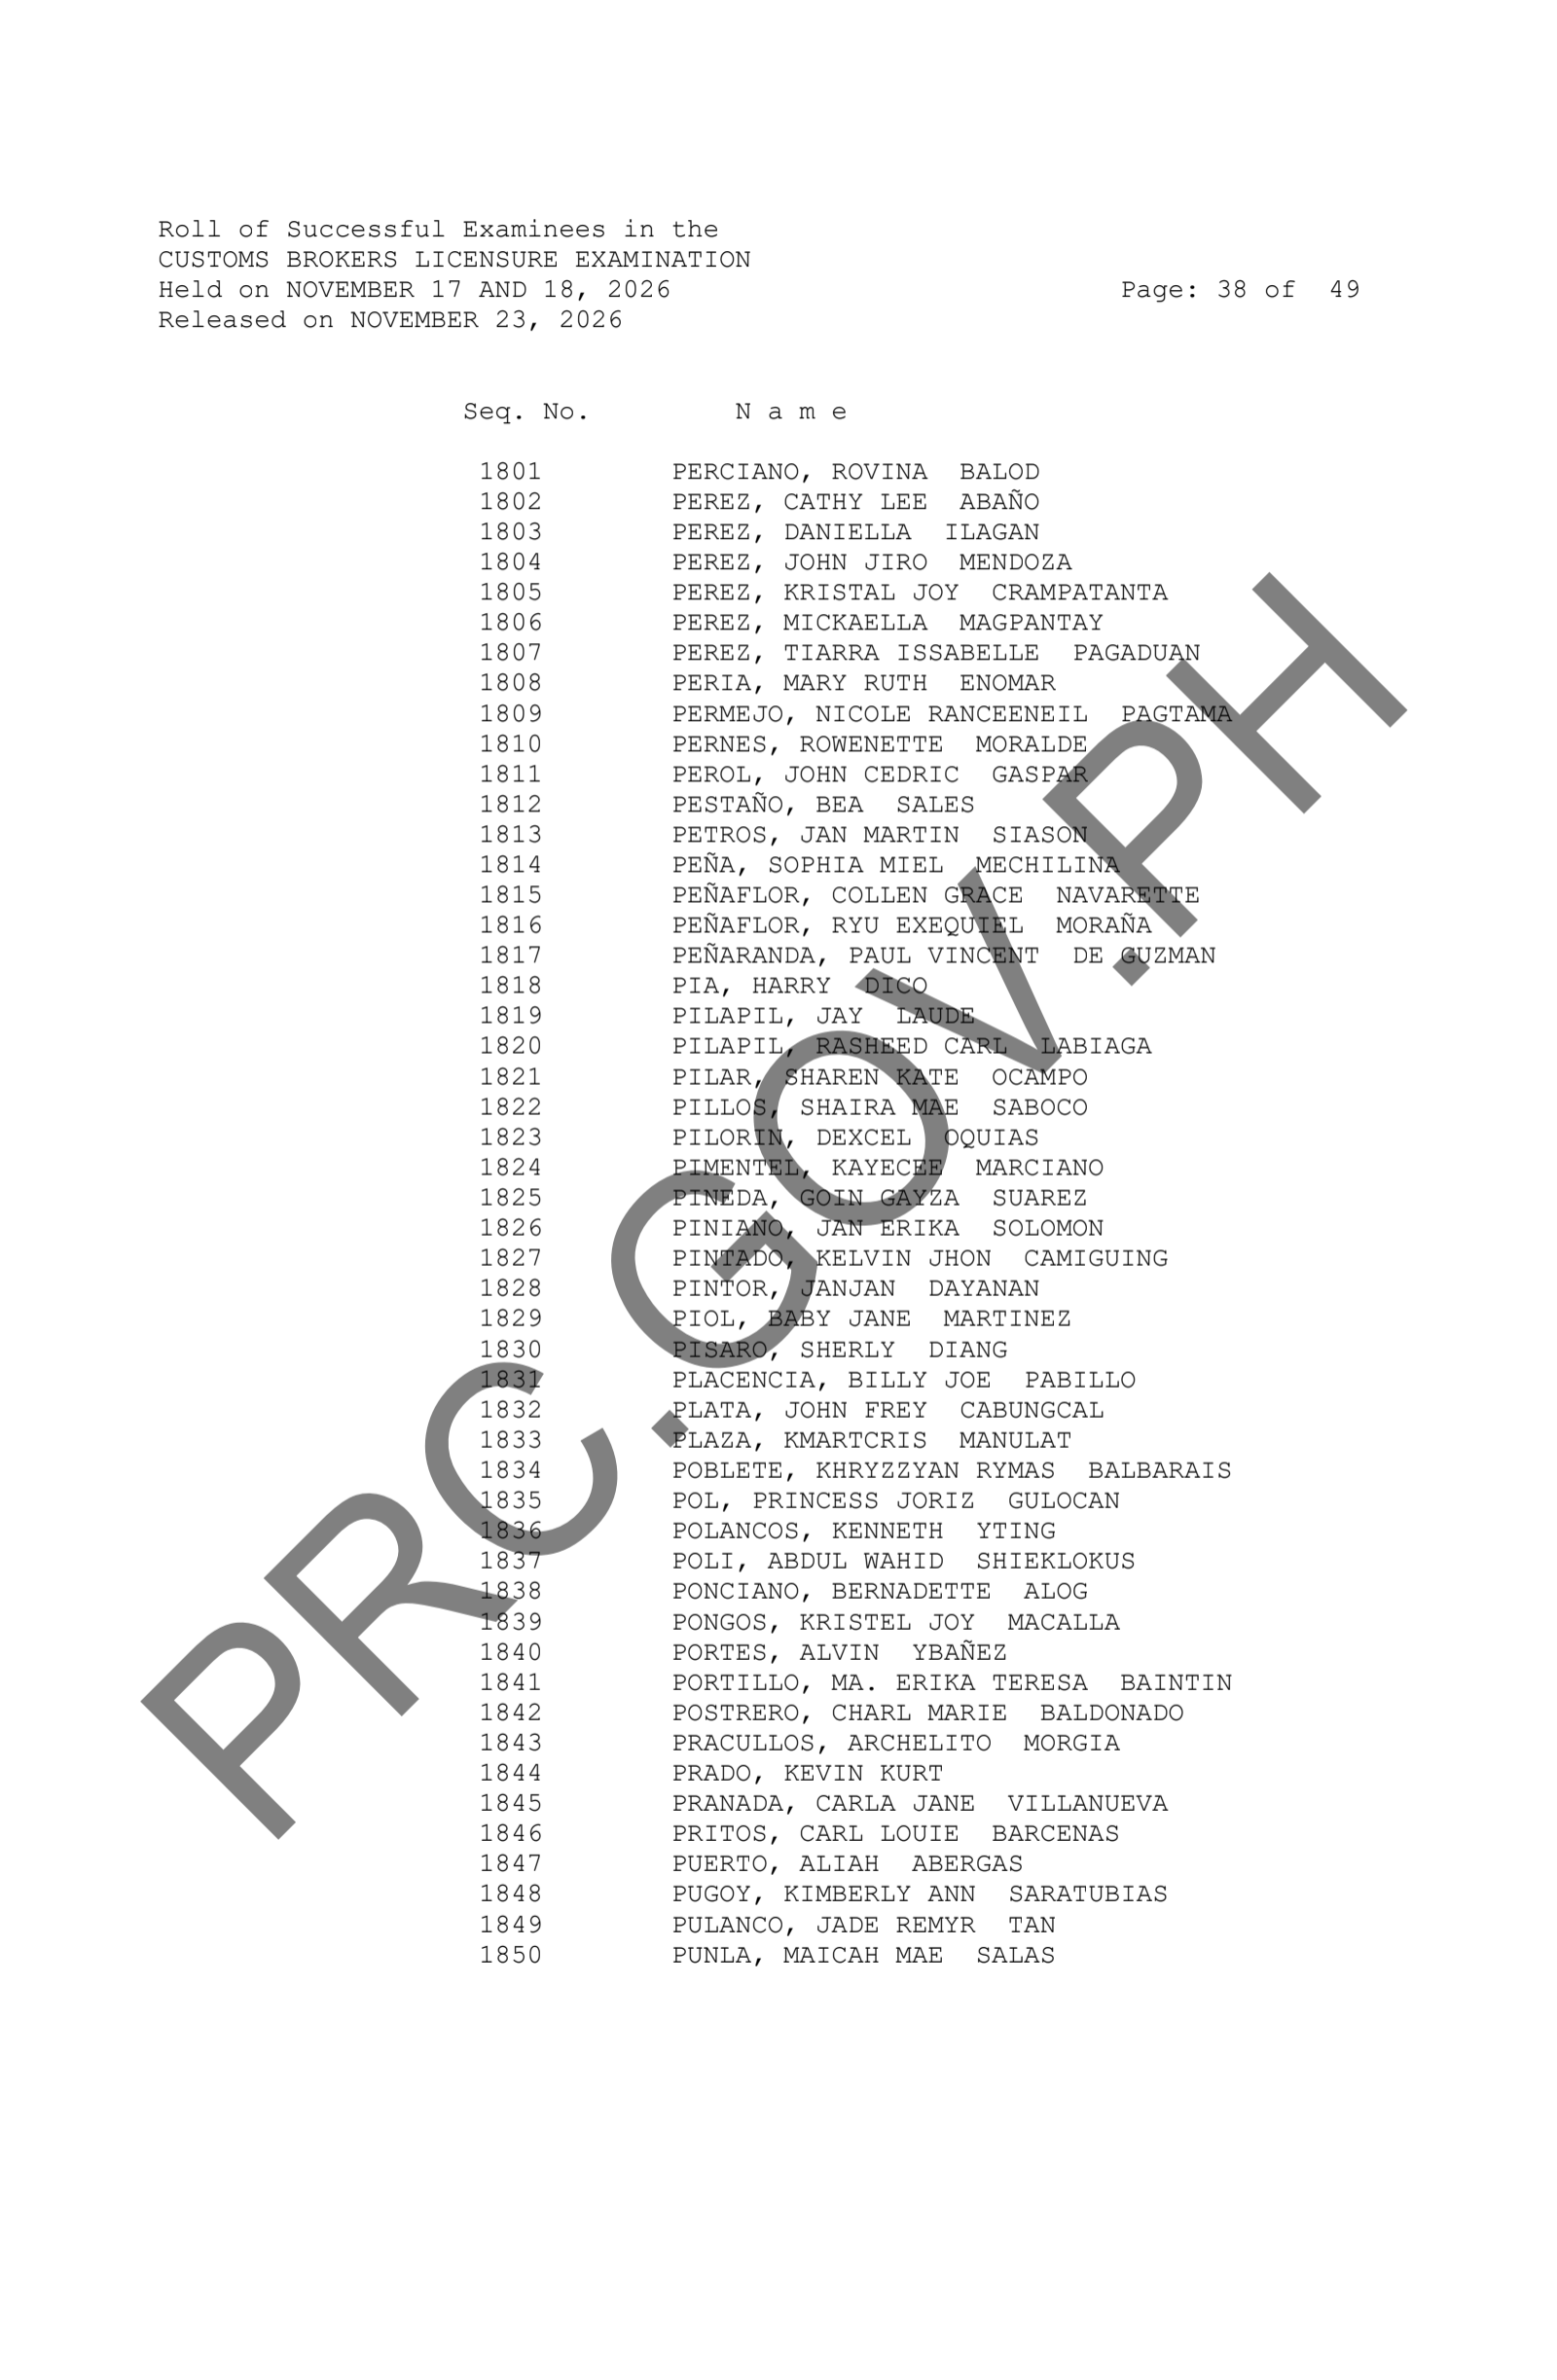 Roll of Successful Examinees in the
CUSTOMS BROKERS LICENSURE EXAMINATION
Held on NOVEMBER 17 AND 18, 2026 Page: 38 of 49
Released on NOVEMBER 23, 2026
Seq. No. N a m e
1801 PERCIANO, ROVINA BALOD
1802 PEREZ, CATHY LEE ABAÑO
1803 PEREZ, DANIELLA ILAGAN
1804 PEREZ, JOHN JIRO MENDOZA
1805 PEREZ, KRISTAL JOY CRAMPATANTA
1806 PEREZ, MICKAELLA MAGPANTAY
1807 PEREZ, TIARRA ISSABELLE PAGADUAN
1808 PERIA, MARY RUTH ENOMAR
1809 PERMEJO, NICOLE RANCEENEIL PAGTAMA
1810 PERNES, ROWENETTE MORALDE
1811 PEROL, JOHN CEDRIC GASPAR
1812 PESTAÑO, BEA SALES
1813 PETROS, JAN MARTIN SIASON
1814 PEÑA, SOPHIA MIEL MECHILINA
1815 PEÑAFLOR, COLLEN GRACE NAVARETTE
1816 PEÑAFLOR, RYU EXEQUIEL MORAÑA
1817 PEÑARANDA, PAUL VINCENT DE GUZMAN
1818 PIA, HARRY DICO
1819 PILAPIL, JAY LAUDE
1820 PILAPIL, RASHEED CARL LABIAGA
1821 PILAR, SHAREN KATE OCAMPO
1822 PILLOS, SHAIRA MAE SABOCO
1823 PILORIN, DEXCEL OQUIAS
1824 PIMENTEL, KAYECEE MARCIANO
1825 PINEDA, GOIN GAYZA SUAREZ
1826 PINIANO, JAN ERIKA SOLOMON
1827 PINTADO, KELVIN JHON CAMIGUING
1828 PINTOR, JANJAN DAYANAN
1829 PIOL, BABY JANE MARTINEZ
1830 PISARO, SHERLY DIANG
1831 PLACENCIA, BILLY JOE PABILLO
1832 PLATA, JOHN FREY CABUNGCAL
1833 PLAZA, KMARTCRIS MANULAT
1834 POBLETE, KHRYZZYAN RYMAS BALBARAIS
1835 POL, PRINCESS JORIZ GULOCAN
1836 POLANCOS, KENNETH YTING
1837 POLI, ABDUL WAHID SHIEKLOKUS
1838 PONCIANO, BERNADETTE ALOG
1839 PONGOS, KRISTEL JOY MACALLA
1840 PORTES, ALVIN YBAÑEZ
1841 PORTILLO, MA. ERIKA TERESA BAINTIN
1842 POSTRERO, CHARL MARIE BALDONADO
1843 PRACULLOS, ARCHELITO MORGIA
1844 PRADO, KEVIN KURT
1845 PRANADA, CARLA JANE VILLANUEVA
1846 PRITOS, CARL LOUIE BARCENAS
1847 PUERTO, ALIAH ABERGAS
1848 PUGOY, KIMBERLY ANN SARATUBIAS
1849 PULANCO, JADE REMYR TAN
1850 PUNLA, MAICAH MAE SALAS
PRC.GOV.PH